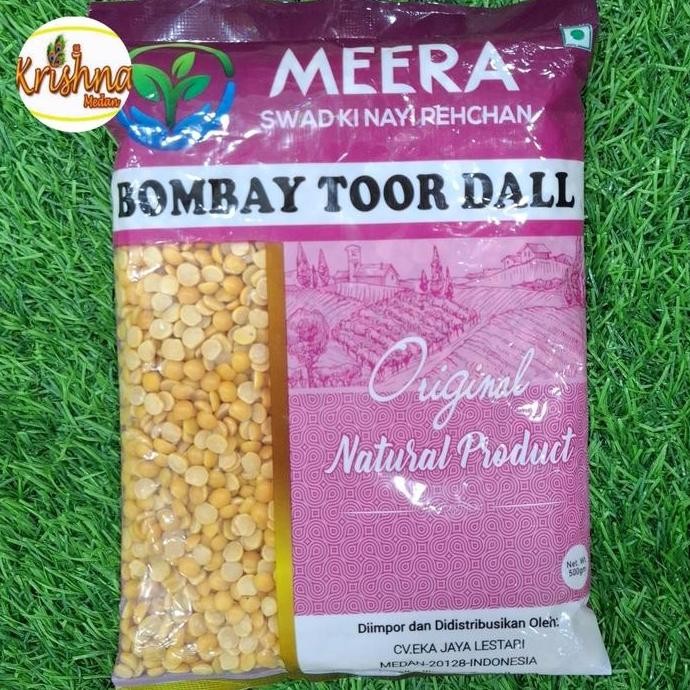 Krishna
Medan
MEERA
SWAD KI NAYI REHCHAN
BOMBAY TOOR DALL
Original
Natural Product
Net. Wt.
500gm
Diimpor dan Didistribusikan Oleh:
CV.EKA JAYA LESTARI
MEDAN-20128-INDONESIA